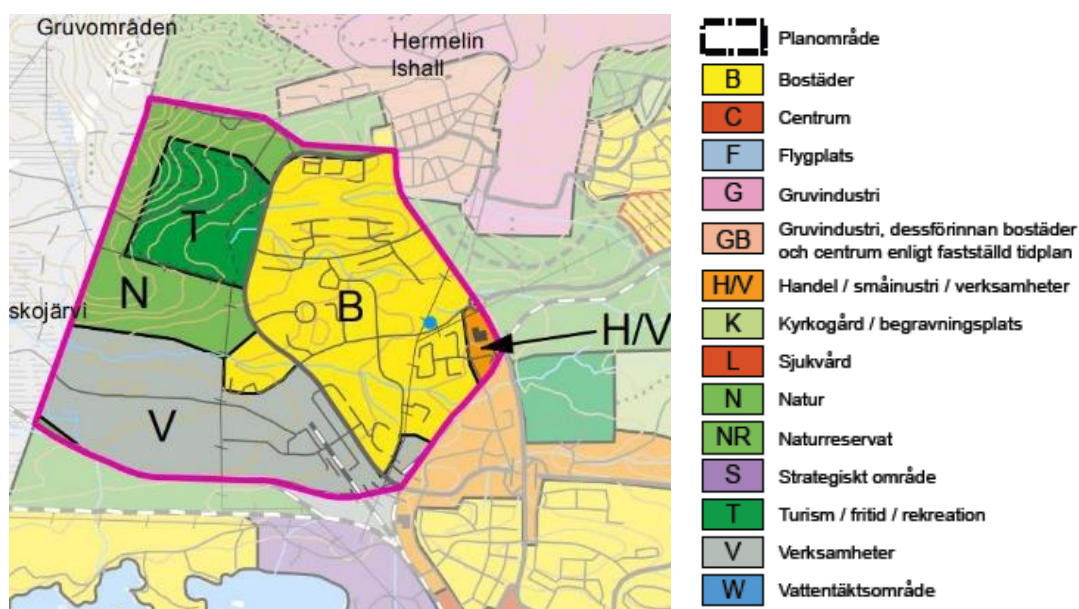 Gruvområden
Hermelin
Ishall
T
N
B
skojärvi
H/V
V
Planområde
B Bostäder
C Centrum
F Flygplats
G Gruvindustri
GB Gruvindustri, dessförinnan bostäder
och centrum enligt fastställd tidplan
H/V Handel / småinustri / verksamheter
K Kyrkogård / begravningsplats
L Sjukvård
N Natur
NR Naturreservat
S Strategiskt område
T Turism / fritid / rekreation
V Verksamheter
W Vattentäktsområde